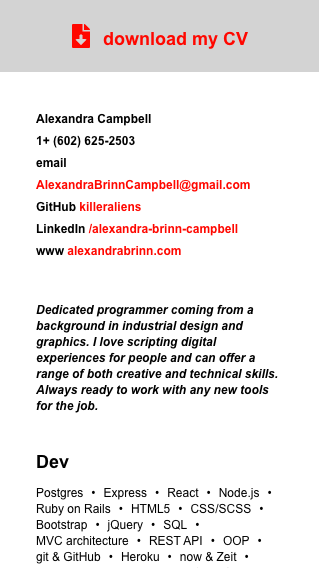 download my CV
Alexandra Campbell
1+ (602) 625-2503
email
AlexandraBrinnCampbell@gmail.com
GitHub killeraliens
LinkedIn /alexandra-brinn-campbell
www alexandrabrinn.com
Dedicated programmer coming from a
background in industrial design and
graphics. I love scripting digital
experiences for people and can offer a
range of both creative and technical skills.
Always ready to work with any new tools
for the job.
Dev
Postgres • Express • React • Node.js •
Ruby on Rails • HTML5 • CSS/SCSS •
Bootstrap • jQuery • SQL •
MVC architecture • REST API • OOP •
git & GitHub • Heroku • now & Zeit •